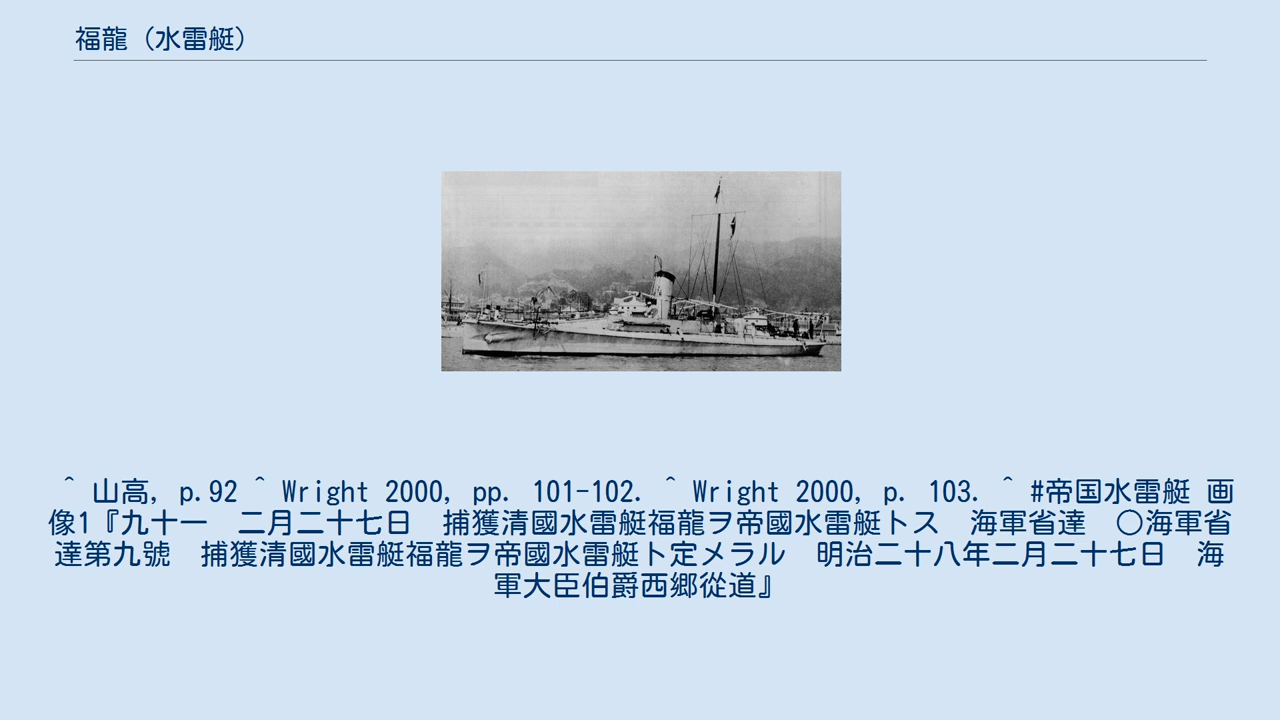 福龍（水雷艇）
^ 山高, p.92 ^ Wright 2000, pp. 101-102. ^ Wright 2000, p. 103. ^ #帝国水雷艇 画
像1『九十一　二月二十七日　捕獲清國水雷艇福龍ヲ帝國水雷艇トス　海軍省達　○海軍省
達第九號　捕獲清國水雷艇福龍ヲ帝國水雷艇ト定メラル　明治二十八年二月二十七日　海
軍大臣伯爵西郷從道』